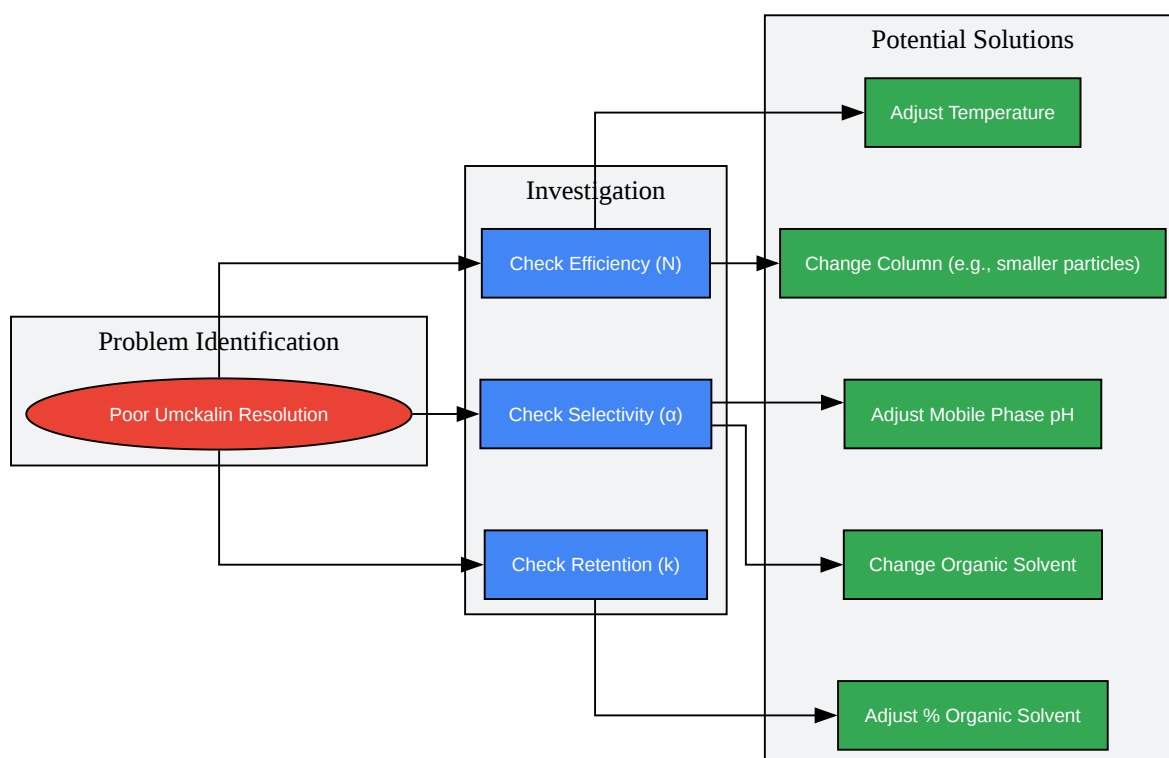 Problem Identification
Poor Umckalin Resolution
Investigation
Check Efficiency (N)
Check Selectivity (α)
Check Retention (k)
Potential Solutions
Adjust Temperature
Change Column (e.g., smaller particles)
Adjust Mobile Phase pH
Change Organic Solvent
Adjust % Organic Solvent